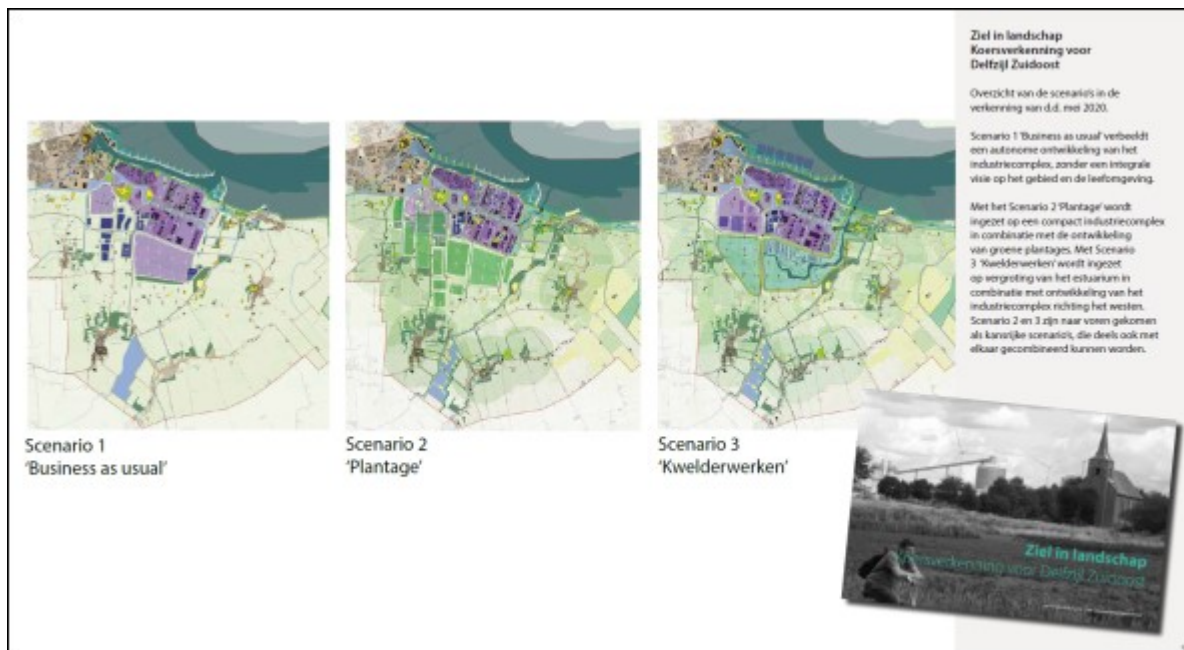 Ziel in landschap
Koersverkenning voor
Delfzijl Zuidoost
Overzicht van de scenario's in de
verkenning van d.d. mei 2020.
Scenario 1 'Business as usual' verbeeldt
een autonome ontwikkeling van het
industriecomplex, zonder een integrale
visie op het gebied en de leefomgeving.
Met het Scenario 2 'Plantage' wordt
ingezet op een compact industriecomplex
in combinatie met de ontwikkeling
van groene plantages. Met Scenario
3 'Kwelderwerken' wordt ingezet
op vergroting van het estuarium in
combinatie met ontwikkeling van het
industriecomplex richting het westen.
Scenario 2 en 3 zijn naar voren gekomen
als kansrijke scenario's, die deels ook met
elkaar gecombineerd kunnen worden.
Scenario 1
'Business as usual'
Scenario 2
'Plantage'
Scenario 3
'Kwelderwerken'
Ziel in landschap
Koersverkenning voor Delfzijl Zuidoost